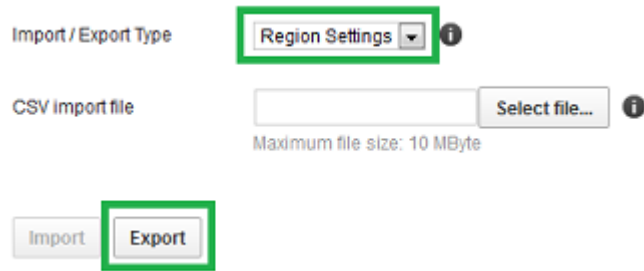 Import / Export Type Region Settings
CSV import file Select file...
Maximum file size: 10 MByte
Import Export